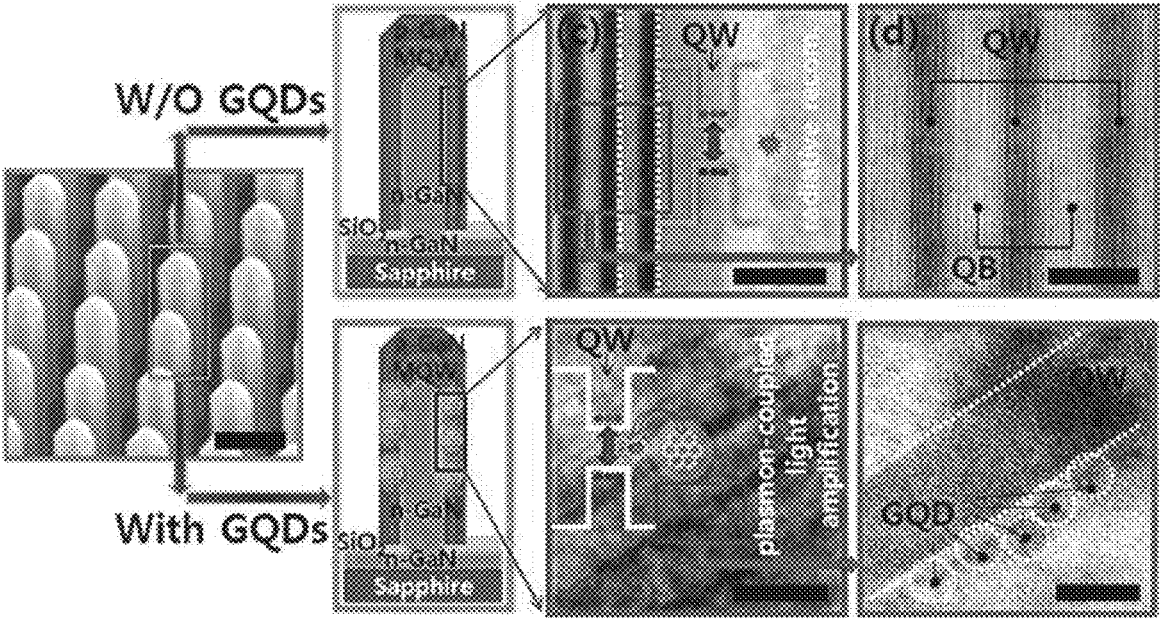 W/O GQDs
With GQDs
MQW
n-GaN
SiO
n-GaN
Sapphire
(c)
QW
(d)
QW
QB
MQW
n-GaN
SiO
n-GaN
Sapphire
QW
plasmon-coupled
light
amplification
QW
GQD